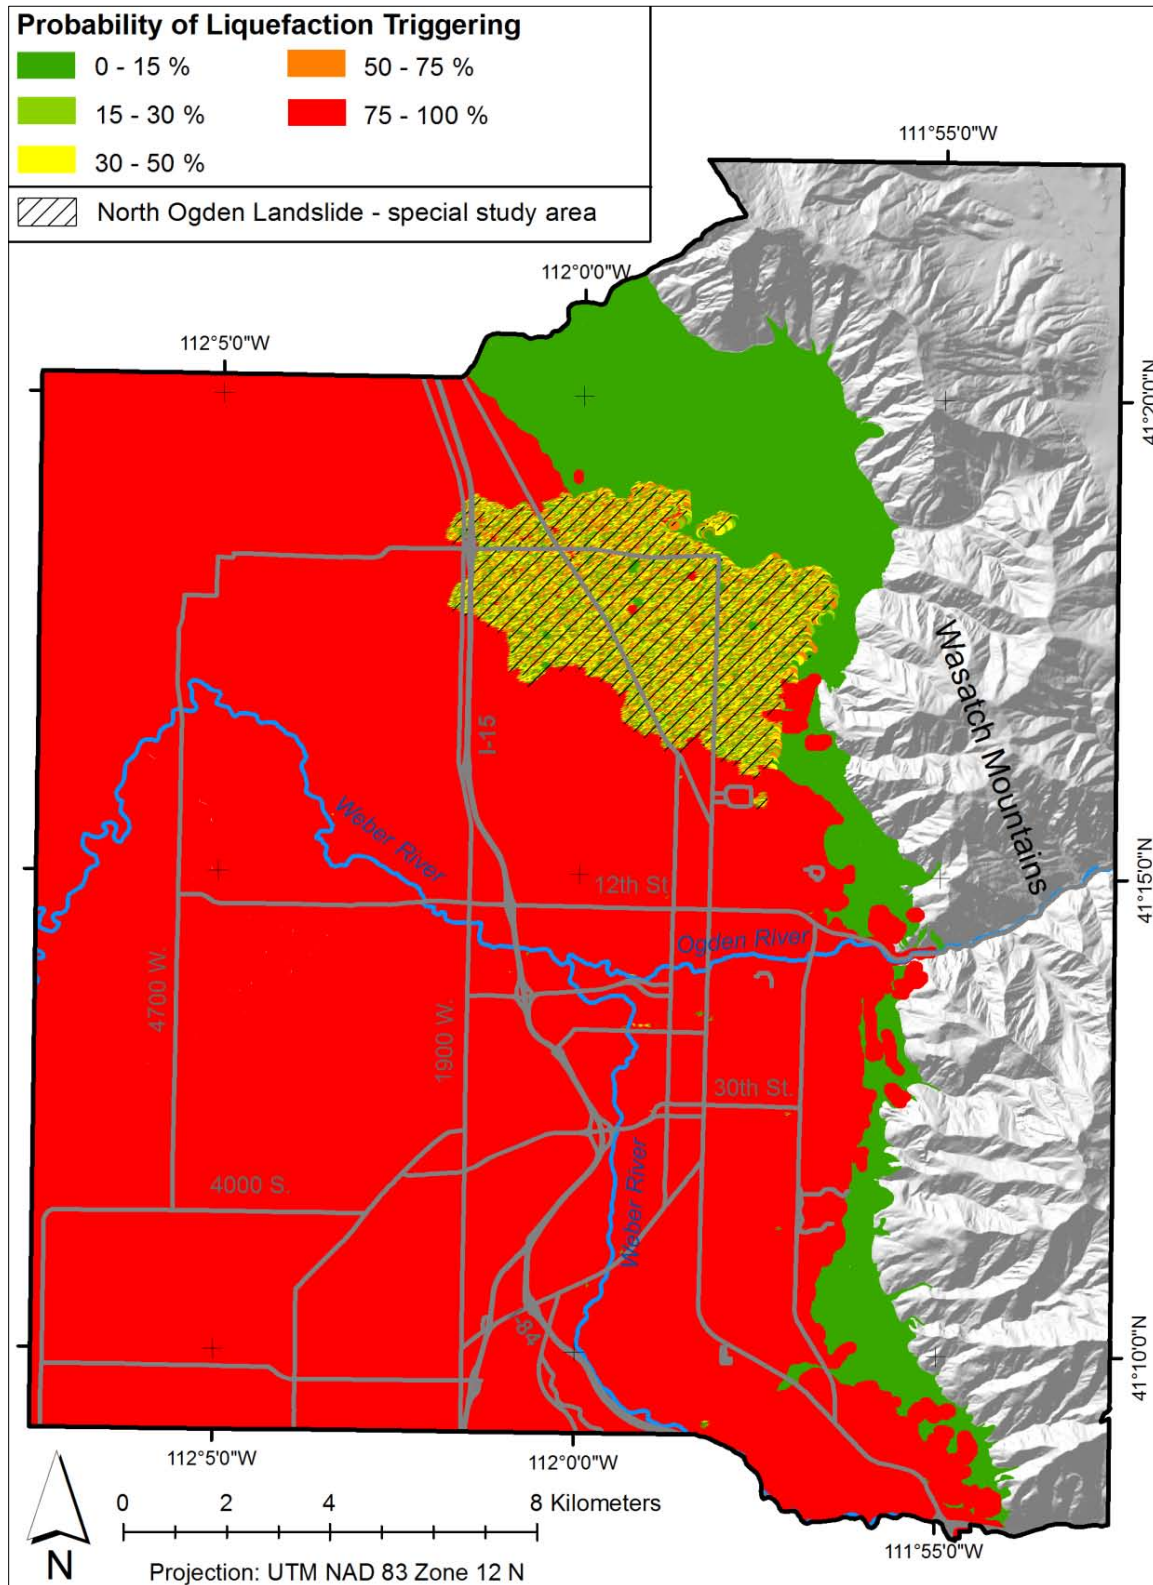 Probability of Liquefaction Triggering
0 - 15 %
50 - 75 %
15 - 30 %
75 - 100 %
30 - 50 %
North Ogden Landslide - special study area
111°55'0"W
112°0'0"W
112°5'0"W
41°20'0"N
Wasatch Mountains
I-15
Weber River
41°15'0"N
12th St
Ogden River
4700 W.
1900 W.
30th St.
Weber River
4000 S.
-84
41°10'0"N
112°5'0"W
112°0'0"W
111°55'0"W
0 2 4 8 Kilometers
N
Projection: UTM NAD 83 Zone 12 N